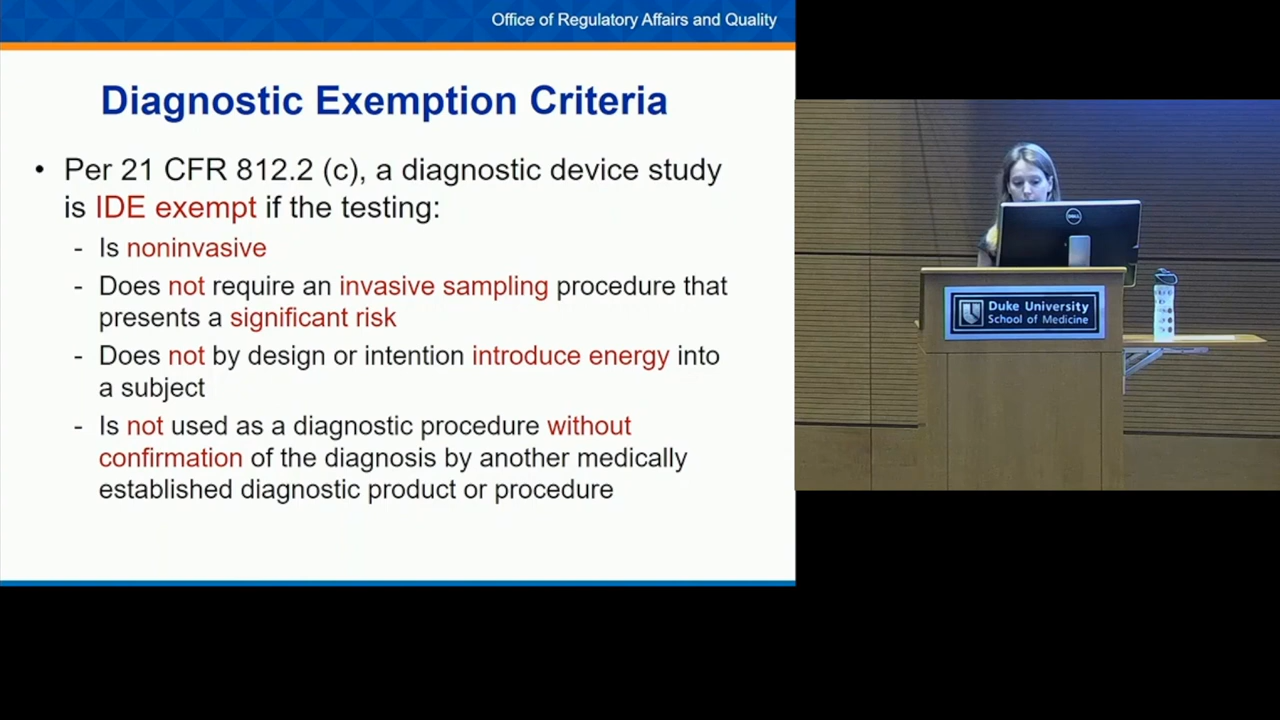 Office of Regulatory Affairs and Quality
Diagnostic Exemption Criteria
• Per 21 CFR 812.2 (c), a diagnostic device study
is IDE exempt if the testing:
- Is noninvasive
- Does not require an invasive sampling procedure that
presents a significant risk
- Does not by design or intention introduce energy into
a subject
- Is not used as a diagnostic procedure without
confirmation of the diagnosis by another medically
established diagnostic product or procedure
DELL
Duke University
School of Medicine